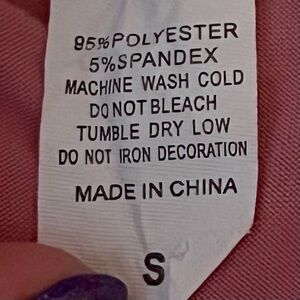 95%POLYESTER
5%SPANDEX
MACHINE WASH COLD
DO NOT BLEACH
TUMBLE DRY LOW
DO NOT IRON DECORATION
MADE IN CHINA
S